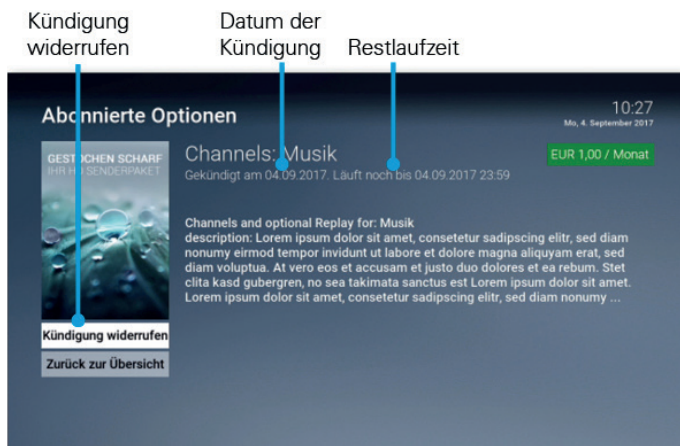 Kündigung
widerrufen
Datum der
Kündigung
Restlaufzeit
Abonnierte Optionen
10:27
Mo, 4. September 2017
GESTOCHEN SCHARF
IHR HD SENDERPAKET
Channels: Musik
EUR 1,00 / Monat
Gekündigt am 04.09.2017. Läuft noch bis 04.09.2017 23:59
Channels and optional Replay for: Musik
description: Lorem ipsum dolor sit amet, consetetur sadipscing elitr, sed diam
nonumy eirmod tempor invidunt ut labore et dolore magna aliquyam erat, sed
diam voluptua. At vero eos et accusam et justo duo dolores et ea rebum. Stet
clita kasd gubergren, no sea takimata sanctus est Lorem ipsum dolor sit amet.
Lorem ipsum dolor sit amet, consetetur sadipscing elitr, sed diam nonumy ...
Kündigung widerrufen
Zurück zur Übersicht